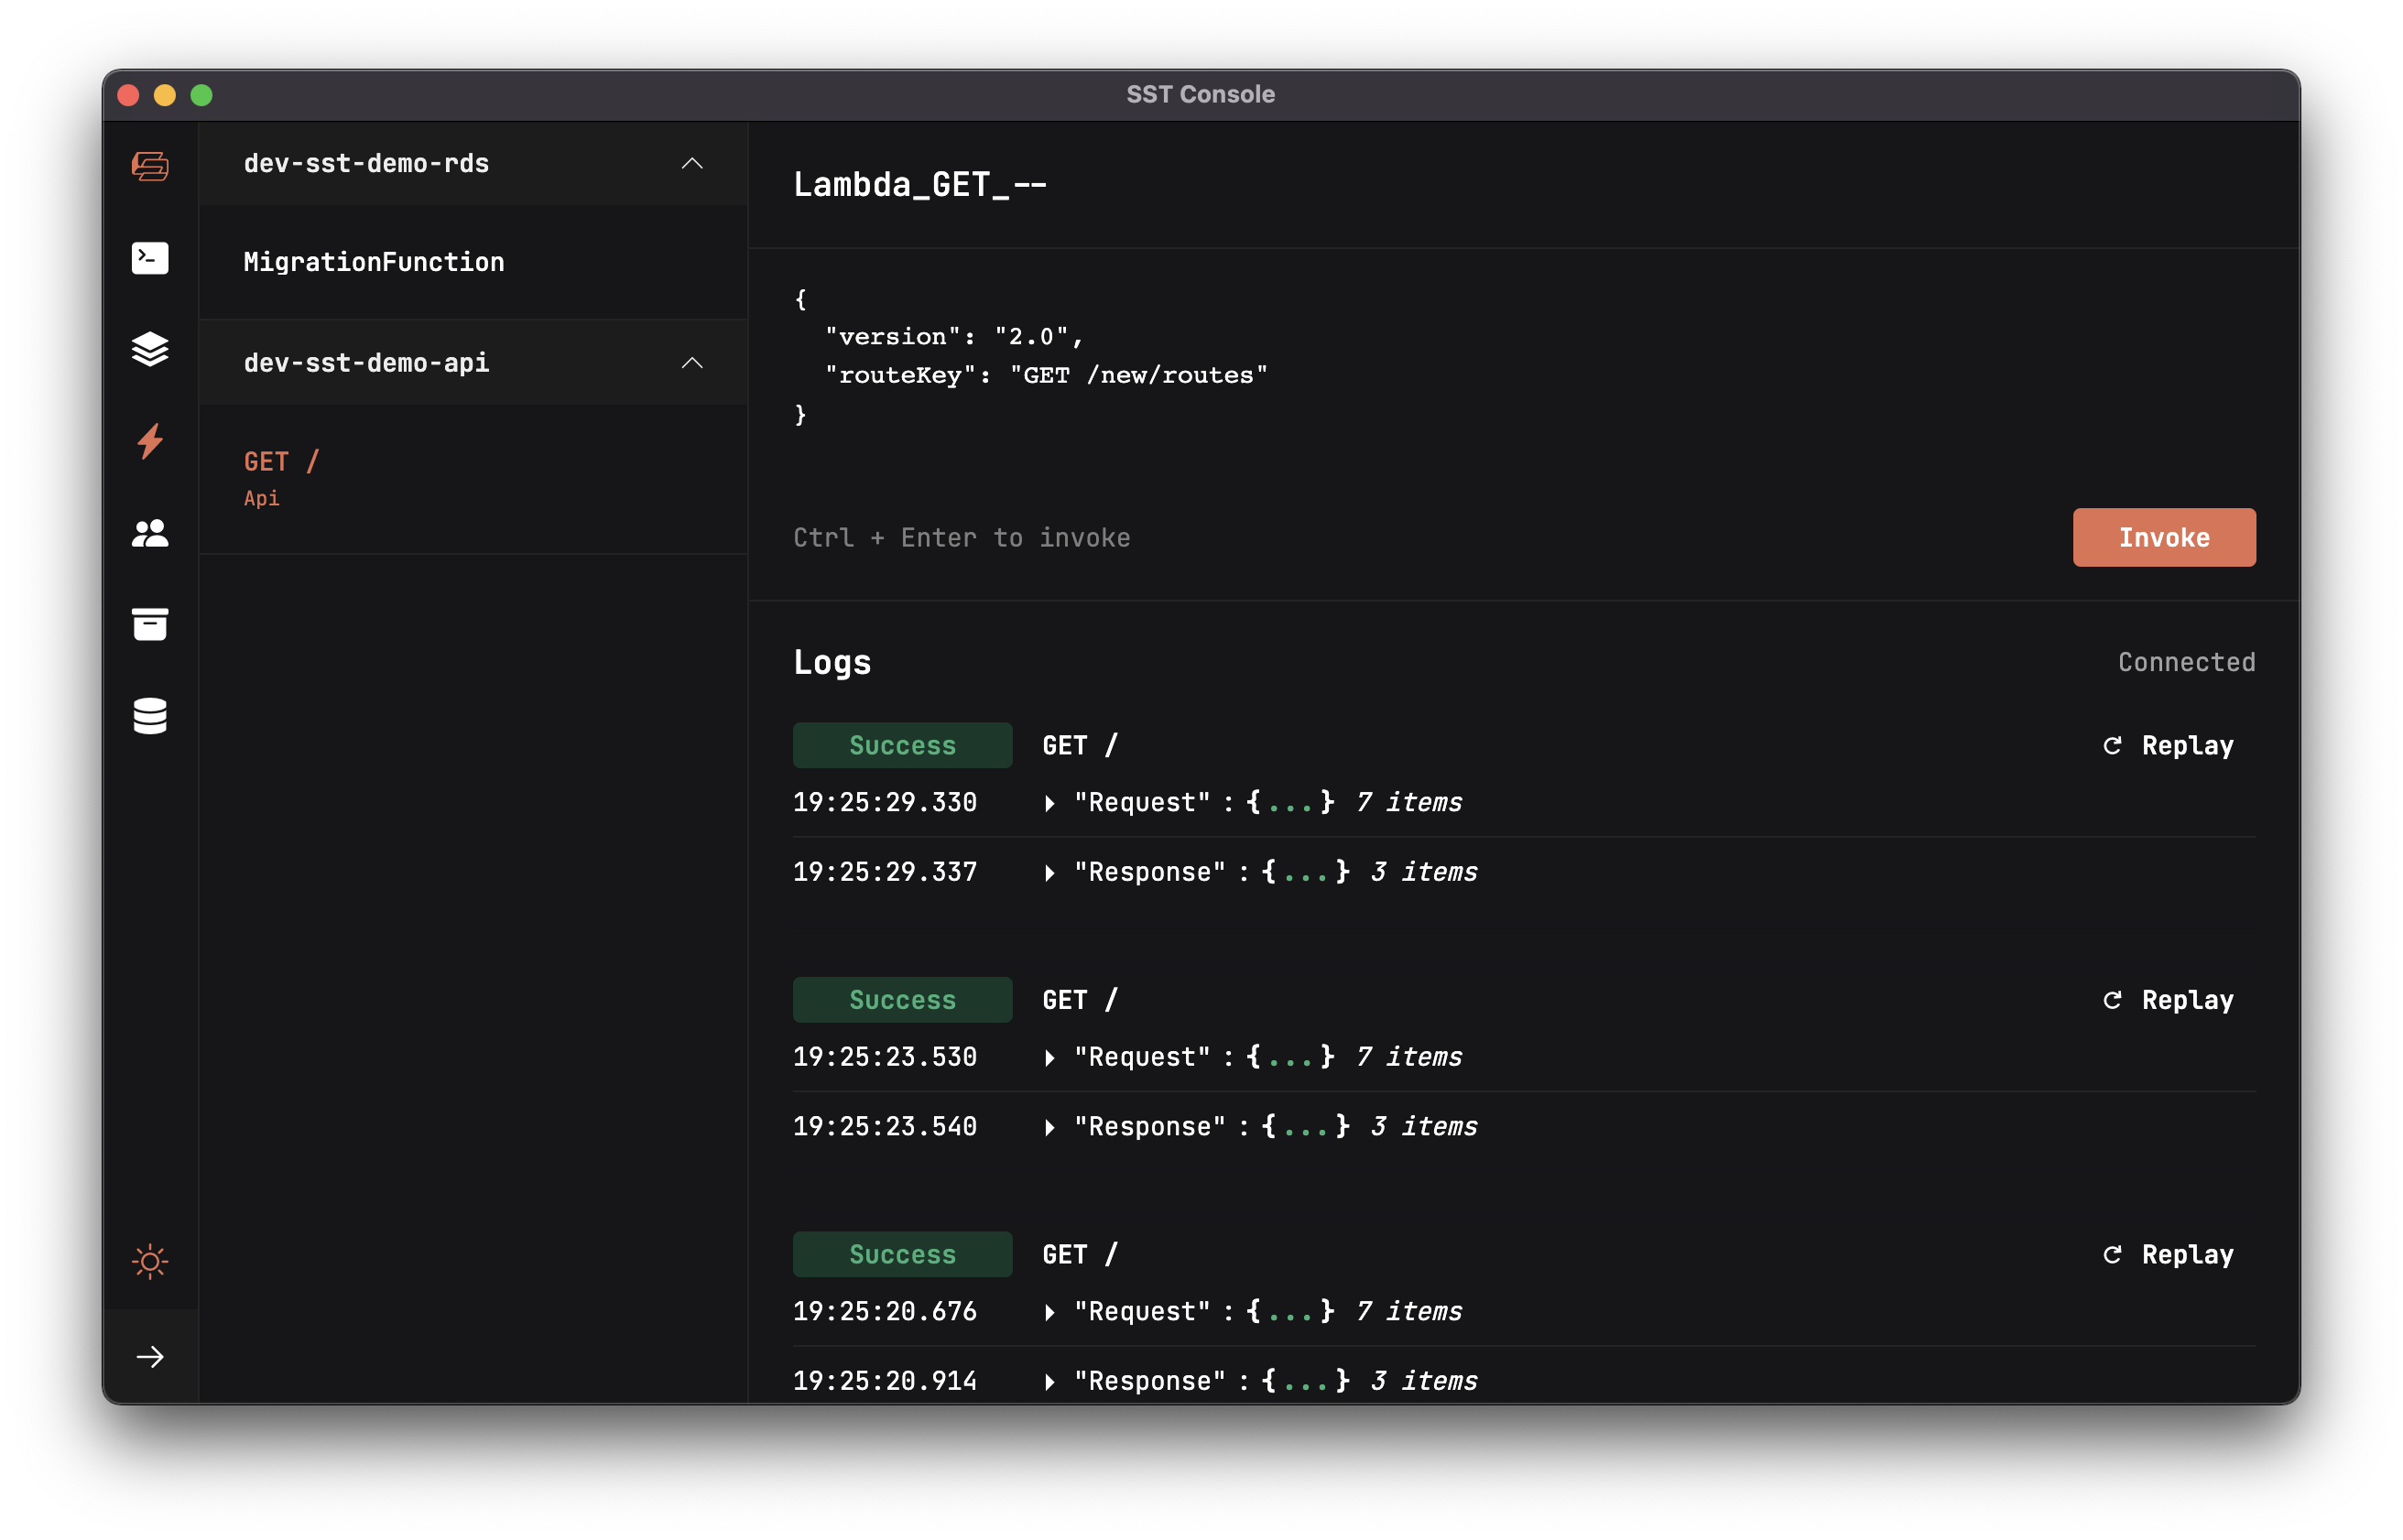 SST Console
dev-sst-demo-rds
MigrationFunction
dev-sst-demo-api
GET /
Api
Lambda_GET_--
{
"version": "2.0",
"routeKey": "GET /new/routes"
}
Ctrl + Enter to invoke
Invoke
Logs
Connected
Success GET / Replay
19:25:29.330 "Request" : {...} 7 items
19:25:29.337 "Response" : {...} 3 items
Success GET / Replay
19:25:23.530 "Request" : {...} 7 items
19:25:23.540 "Response" : {...} 3 items
Success GET / Replay
19:25:20.676 "Request" : {...} 7 items
19:25:20.914 "Response" : {...} 3 items